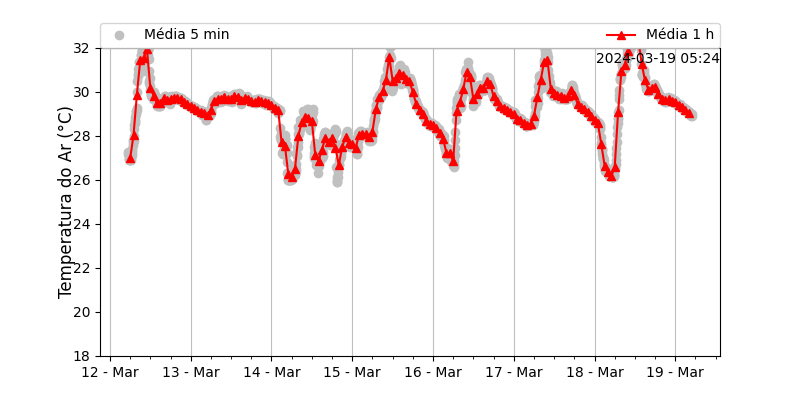 Média 5 min
Média 1 h
2024-03-19 05:24
Temperatura do Ar (°C)
32
30
28
26
24
22
20
18
12 - Mar
13 - Mar
14 - Mar
15 - Mar
16 - Mar
17 - Mar
18 - Mar
19 - Mar